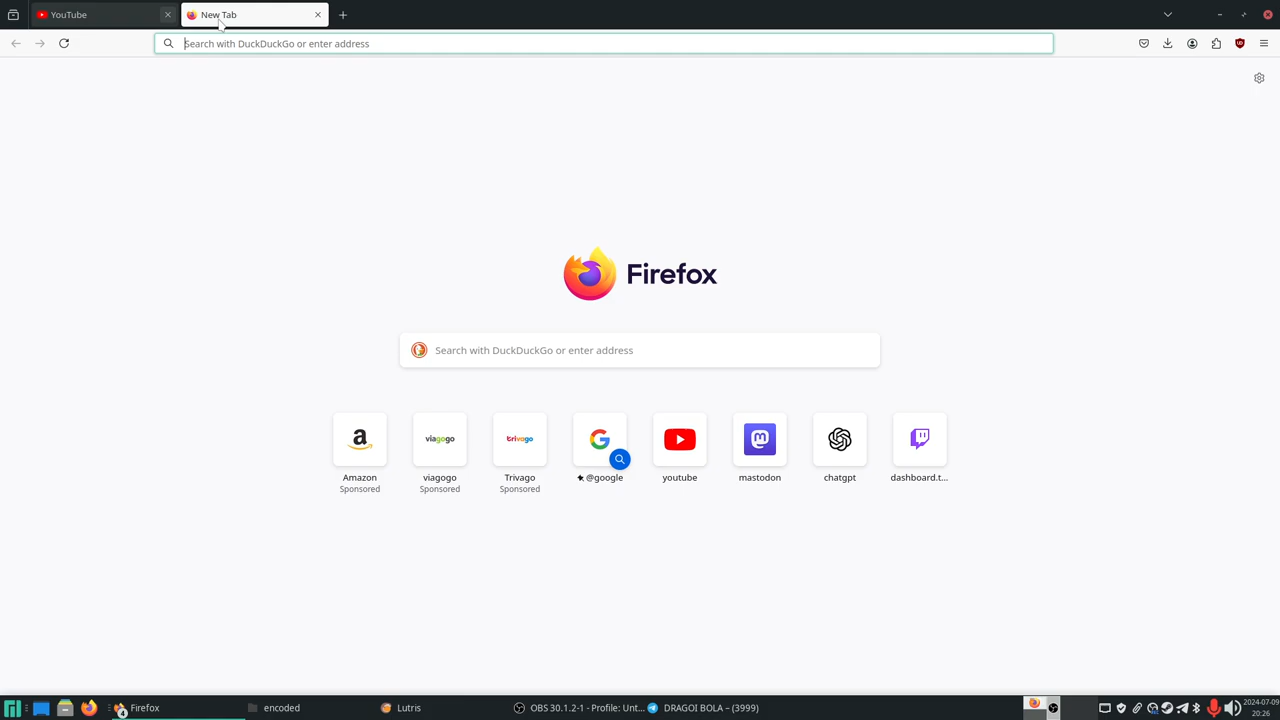 YouTube
New Tab
Search with DuckDuckGo or enter address
Firefox
Search with DuckDuckGo or enter address
a
viagogo
trivago
G
Amazon
Sponsored
viagogo
Sponsored
Trivago
Sponsored
@google
youtube
mastodon
chatgpt
dashboard.t...
4
Firefox
encoded
Lutris
OBS 30.1.2-1 - Profile: Unt...
DRAGOI BOLA – (3999)
2024-07-09
20:26